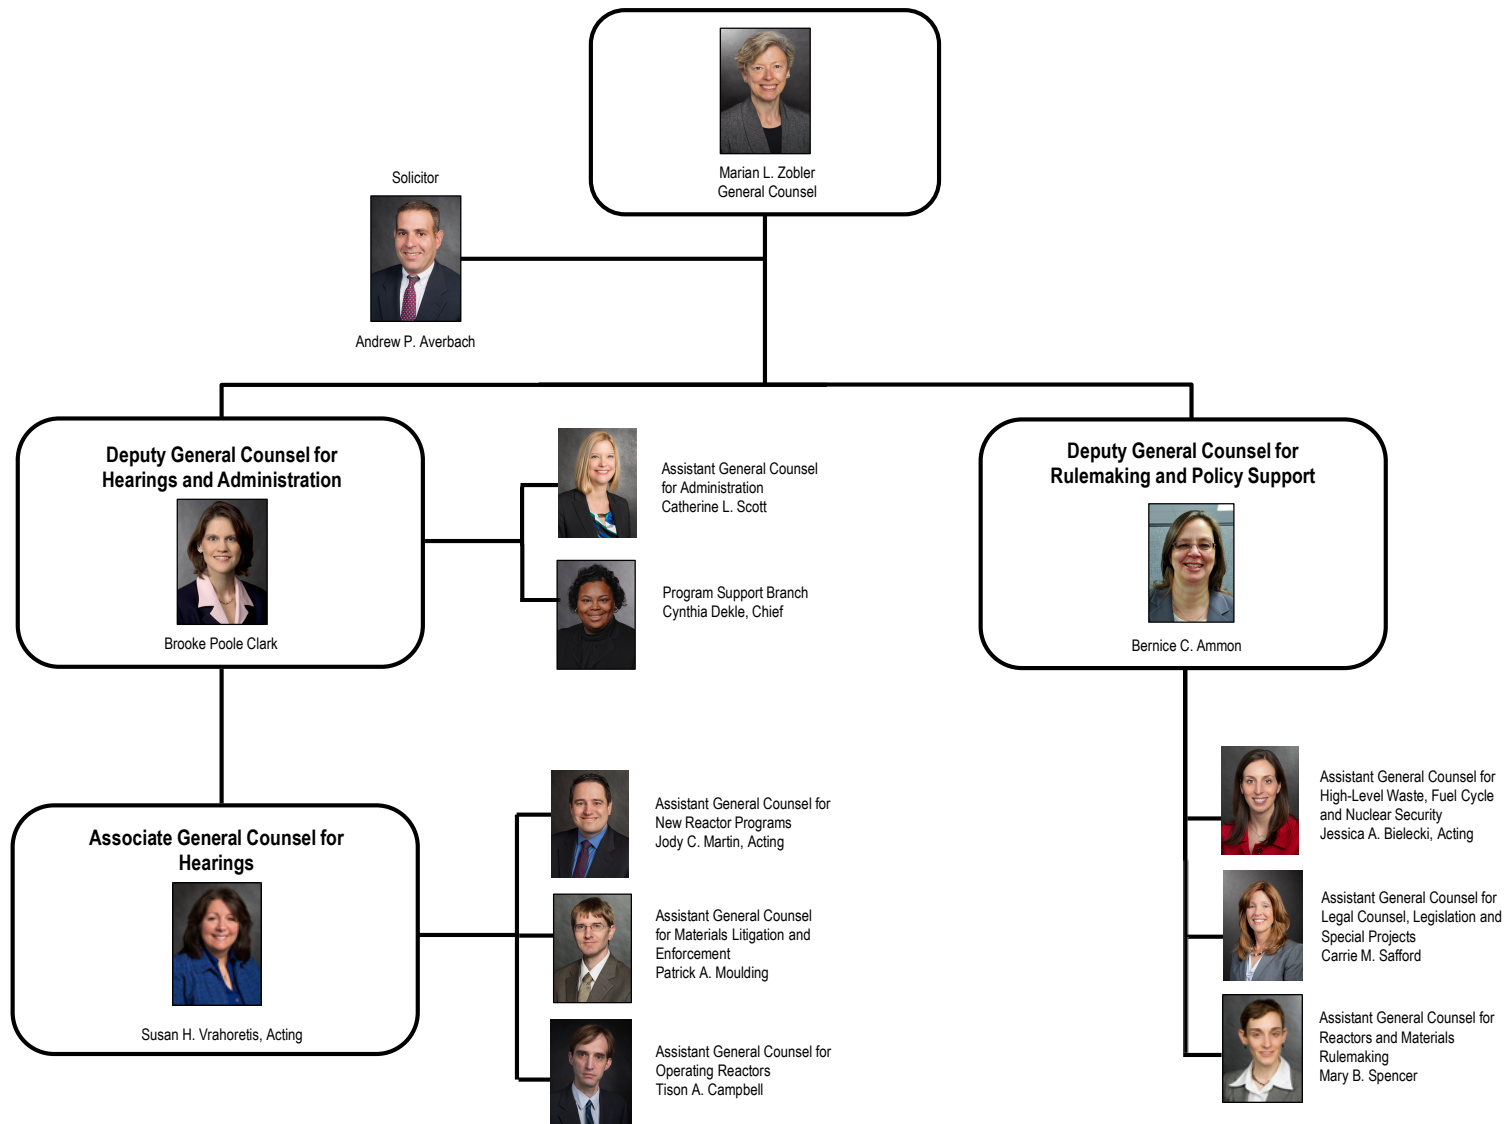 Marian L. Zobler
General Counsel
Solicitor
Andrew P. Averbach
Deputy General Counsel for
Hearings and Administration
Brooke Poole Clark
Assistant General Counsel
for Administration
Catherine L. Scott
Program Support Branch
Cynthia Dekle, Chief
Deputy General Counsel for
Rulemaking and Policy Support
Bernice C. Ammon
Associate General Counsel for
Hearings
Susan H. Vrahoretis, Acting
Assistant General Counsel for
New Reactor Programs
Jody C. Martin, Acting
Assistant General Counsel
for Materials Litigation and
Enforcement
Patrick A. Moulding
Assistant General Counsel for
Operating Reactors
Tison A. Campbell
Assistant General Counsel for
High-Level Waste, Fuel Cycle
and Nuclear Security
Jessica A. Bielecki, Acting
Assistant General Counsel for
Legal Counsel, Legislation and
Special Projects
Carrie M. Safford
Assistant General Counsel for
Reactors and Materials
Rulemaking
Mary B. Spencer